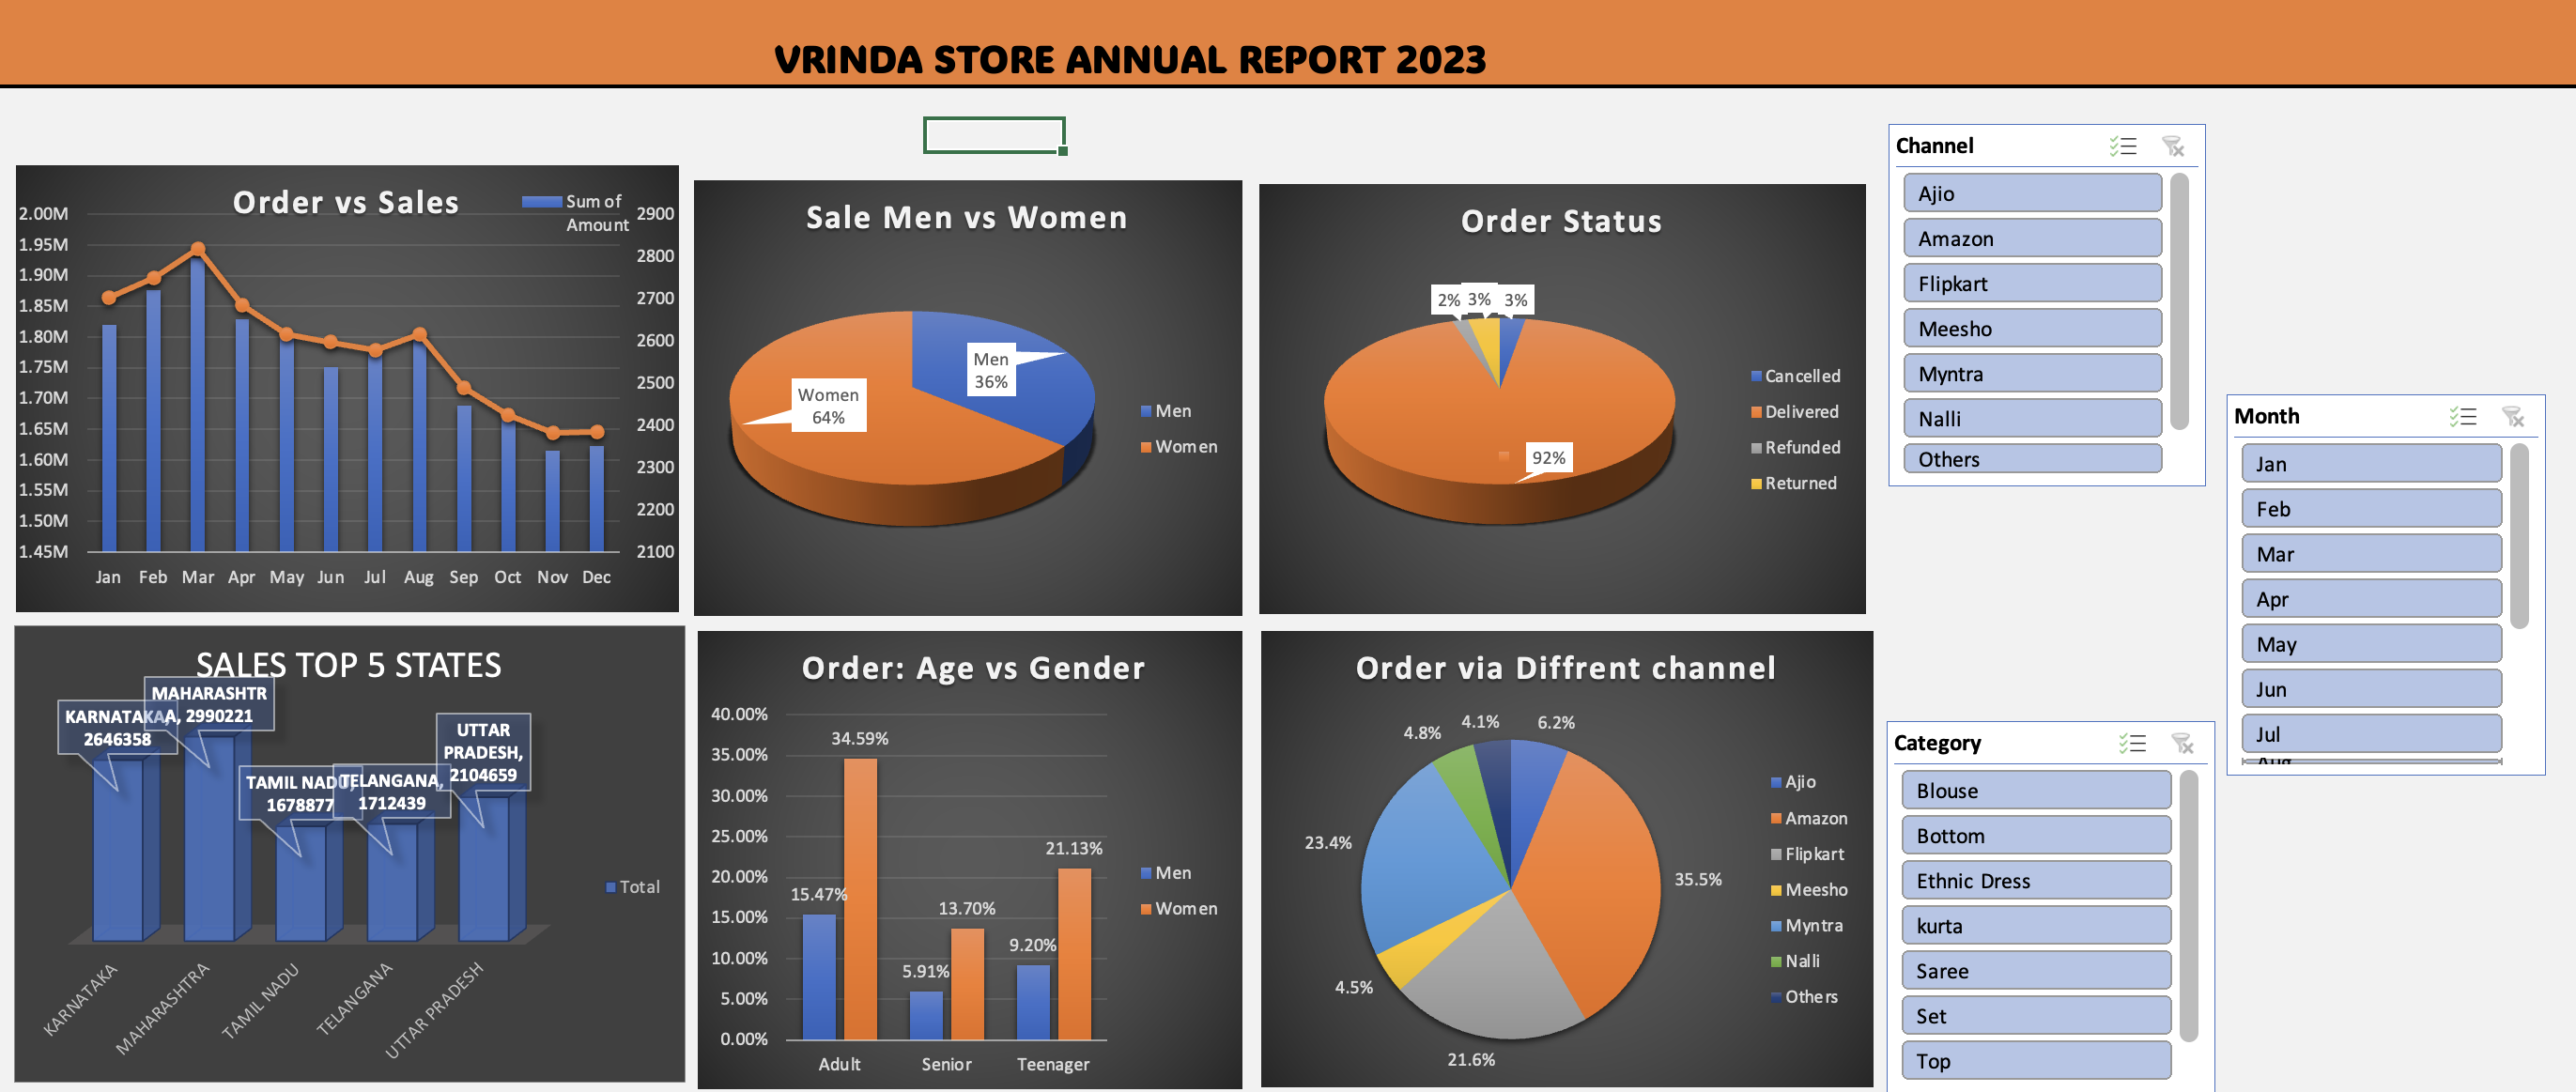 VRINDA STORE ANNUAL REPORT 2023
Order vs Sales
Sum of
Amount
2.00M
1.95M
1.90M
1.85M
1.80M
1.75M
1.70M
1.65M
1.60M
1.55M
1.50M
1.45M
2900
2800
2700
2600
2500
2400
2300
2200
2100
Jan Feb Mar Apr May Jun Jul Aug Sep Oct Nov Dec
Sale Men vs Women
Men
36%
Women
64%
Men
Women
Order Status
2% 3% 3%
92%
Cancelled
Delivered
Refunded
Returned
Channel
Ajio
Amazon
Flipkart
Meesho
Myntra
Nalli
Others
Month
Jan
Feb
Mar
Apr
May
Jun
Jul
Aug
SALES TOP 5 STATES
KARNATAKA,
2646358
MAHARASHTR
A, 2990221
TAMIL NADU,
1678877
TELANGANA,
1712439
UTTAR
PRADESH,
2104659
Total
KARNATAKA
MAHARASHTRA
TAMIL NADU
TELANGANA
UTTAR PRADESH
Order: Age vs Gender
40.00%
35.00%
30.00%
25.00%
20.00%
15.00%
10.00%
5.00%
0.00%
15.47%
34.59%
5.91%
13.70%
9.20%
21.13%
Adult Senior Teenager
Men
Women
Order via Diffrent channel
4.8% 4.1% 6.2%
23.4%
35.5%
4.5%
21.6%
Ajio
Amazon
Flipkart
Meesho
Myntra
Nalli
Others
Category
Blouse
Bottom
Ethnic Dress
kurta
Saree
Set
Top